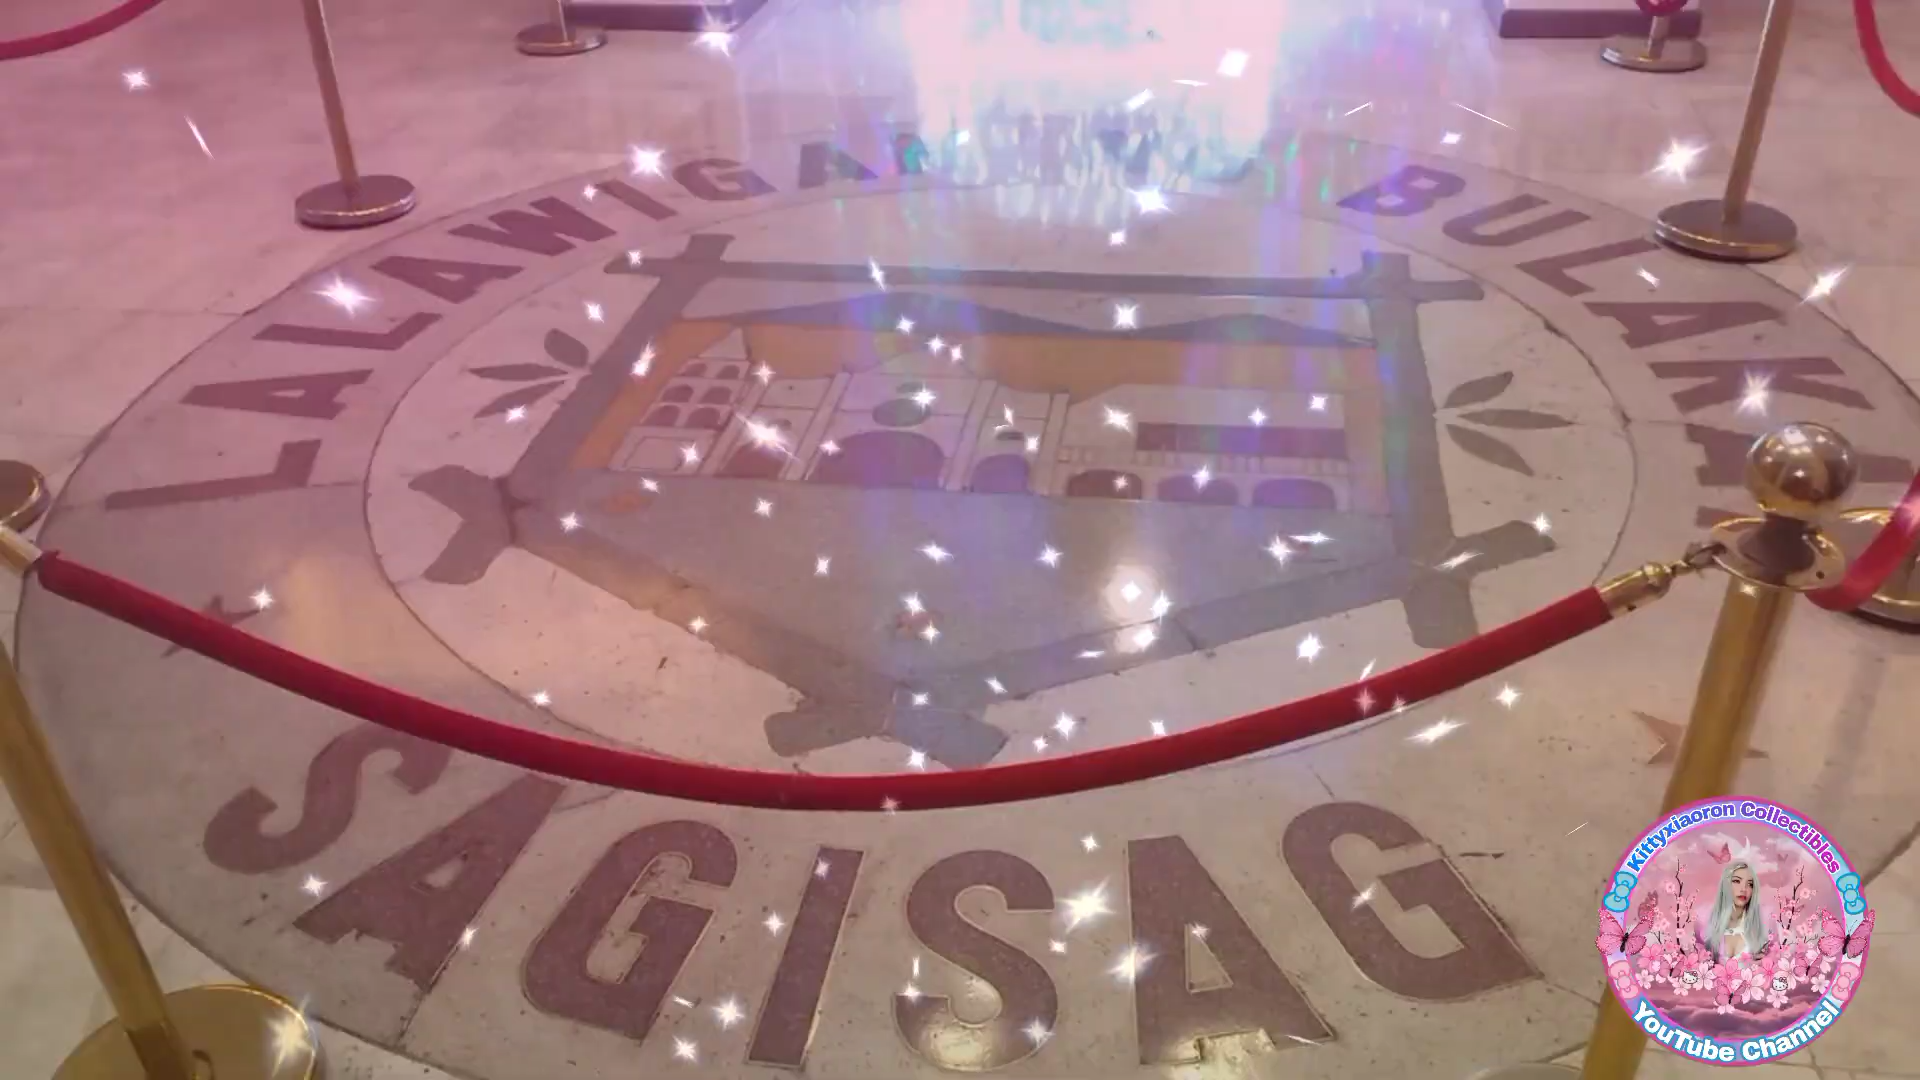 LALAWIGAN
BULAKAN
SAGISAG
Kittyxiaoron Collectibles
YouTube Channel